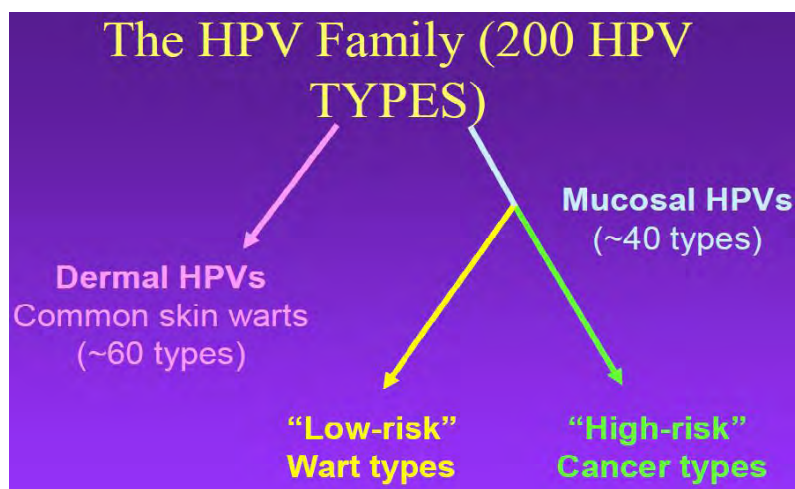 The HPV Family (200 HPV
TYPES)
Mucosal HPVs
(~40 types)
Dermal HPVs
Common skin warts
(~60 types)
“Low-risk”
Wart types
“High-risk”
Cancer types